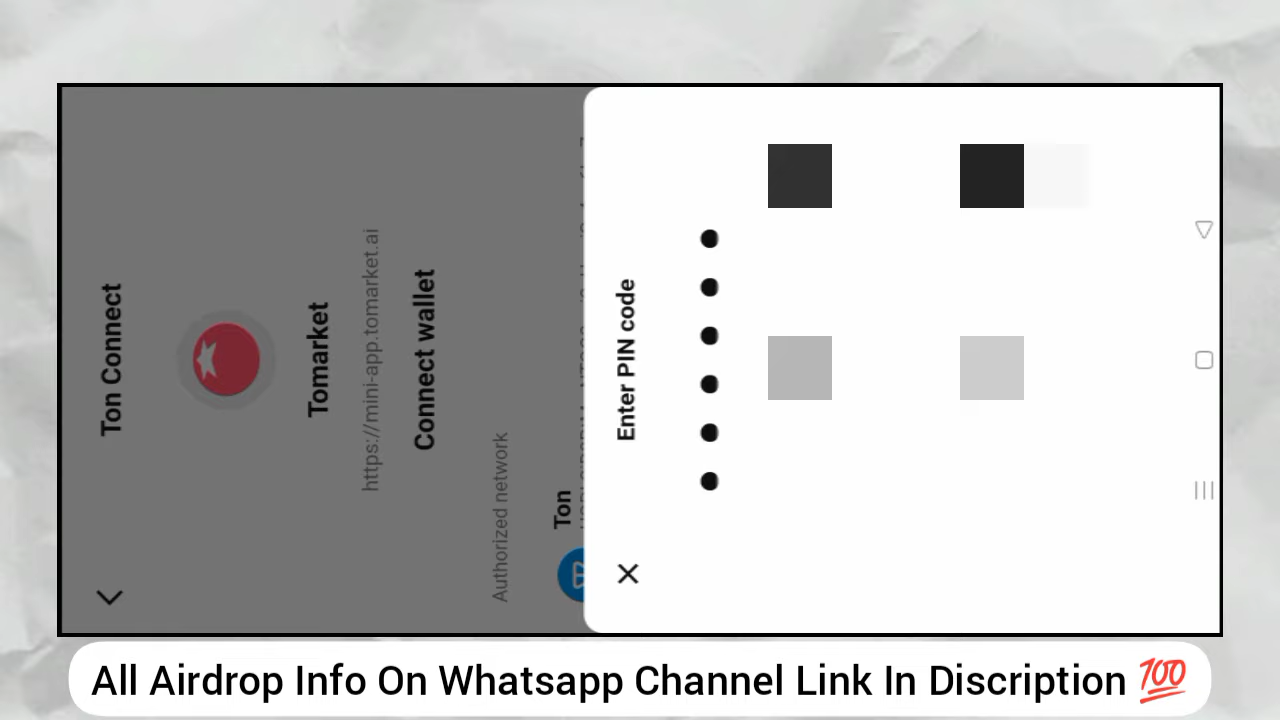 Ton Connect
Tomarket
https://mini-app.tomarket.ai
Connect wallet
Authorized network
Ton
Enter PIN code
All Airdrop Info On Whatsapp Channel Link In Discription 💯